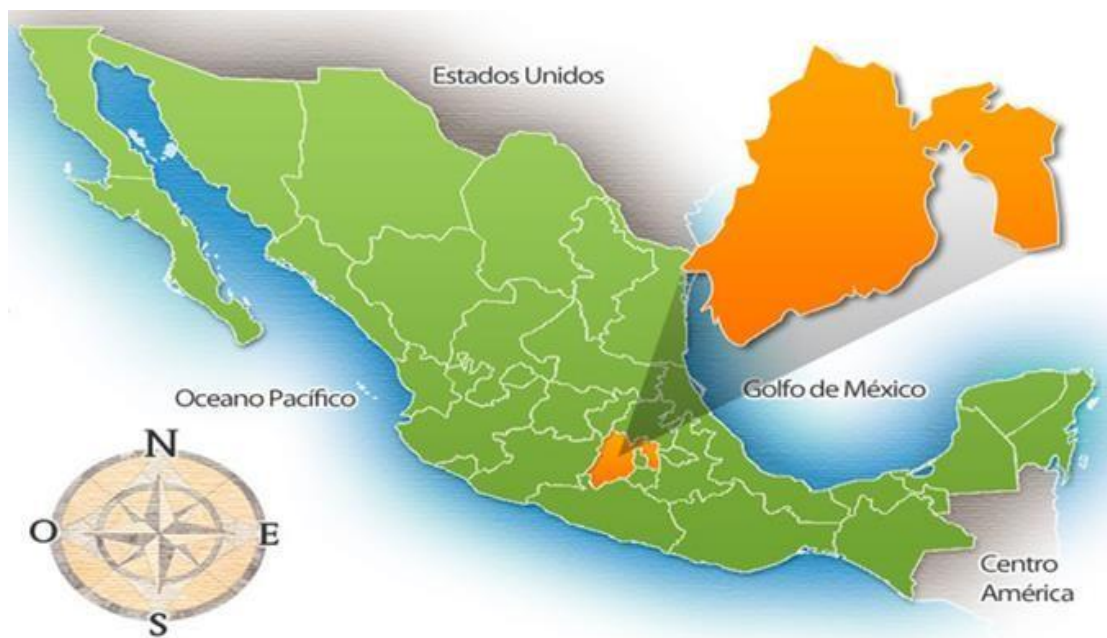 Estados Unidos
Oceano Pacífico
Golfo de México
N
O
E
S
Centro
América